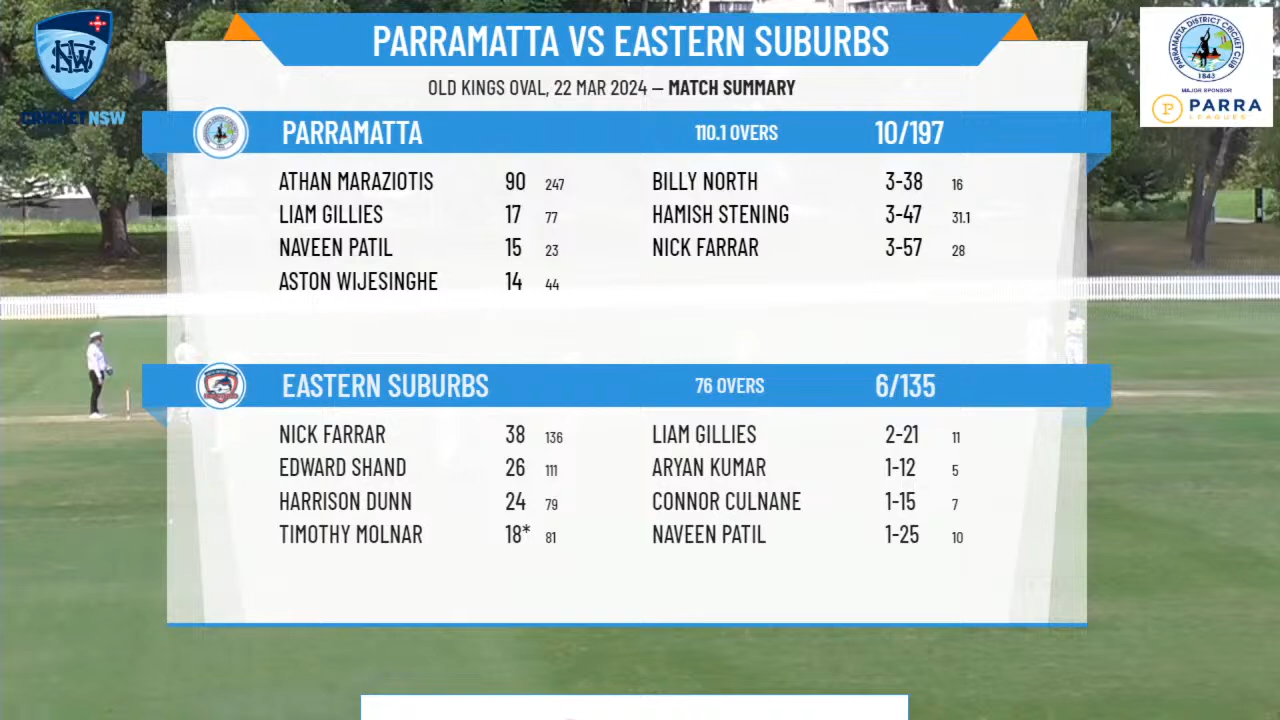 PARRAMATTA VS EASTERN SUBURBS
OLD KINGS OVAL, 22 MAR 2024 – MATCH SUMMARY
CRICKET NSW
PARRAMATTA DISTRICT CRICKET CLUB
1843
MAJOR SPONSOR
PARRA
LEAGUES
PARRAMATTA 110.1 OVERS 10/197
ATHAN MARAZIOTIS 90 247 BILLY NORTH 3-38 16
LIAM GILLIES 17 77 HAMISH STENING 3-47 31.1
NAVEEN PATIL 15 23 NICK FARRAR 3-57 28
ASTON WIJESINGHE 14 44
EASTERN SUBURBS 76 OVERS 6/135
NICK FARRAR 38 136 LIAM GILLIES 2-21 11
EDWARD SHAND 26 111 ARYAN KUMAR 1-12 5
HARRISON DUNN 24 79 CONNOR CULNANE 1-15 7
TIMOTHY MOLNAR 18* 81 NAVEEN PATIL 1-25 10